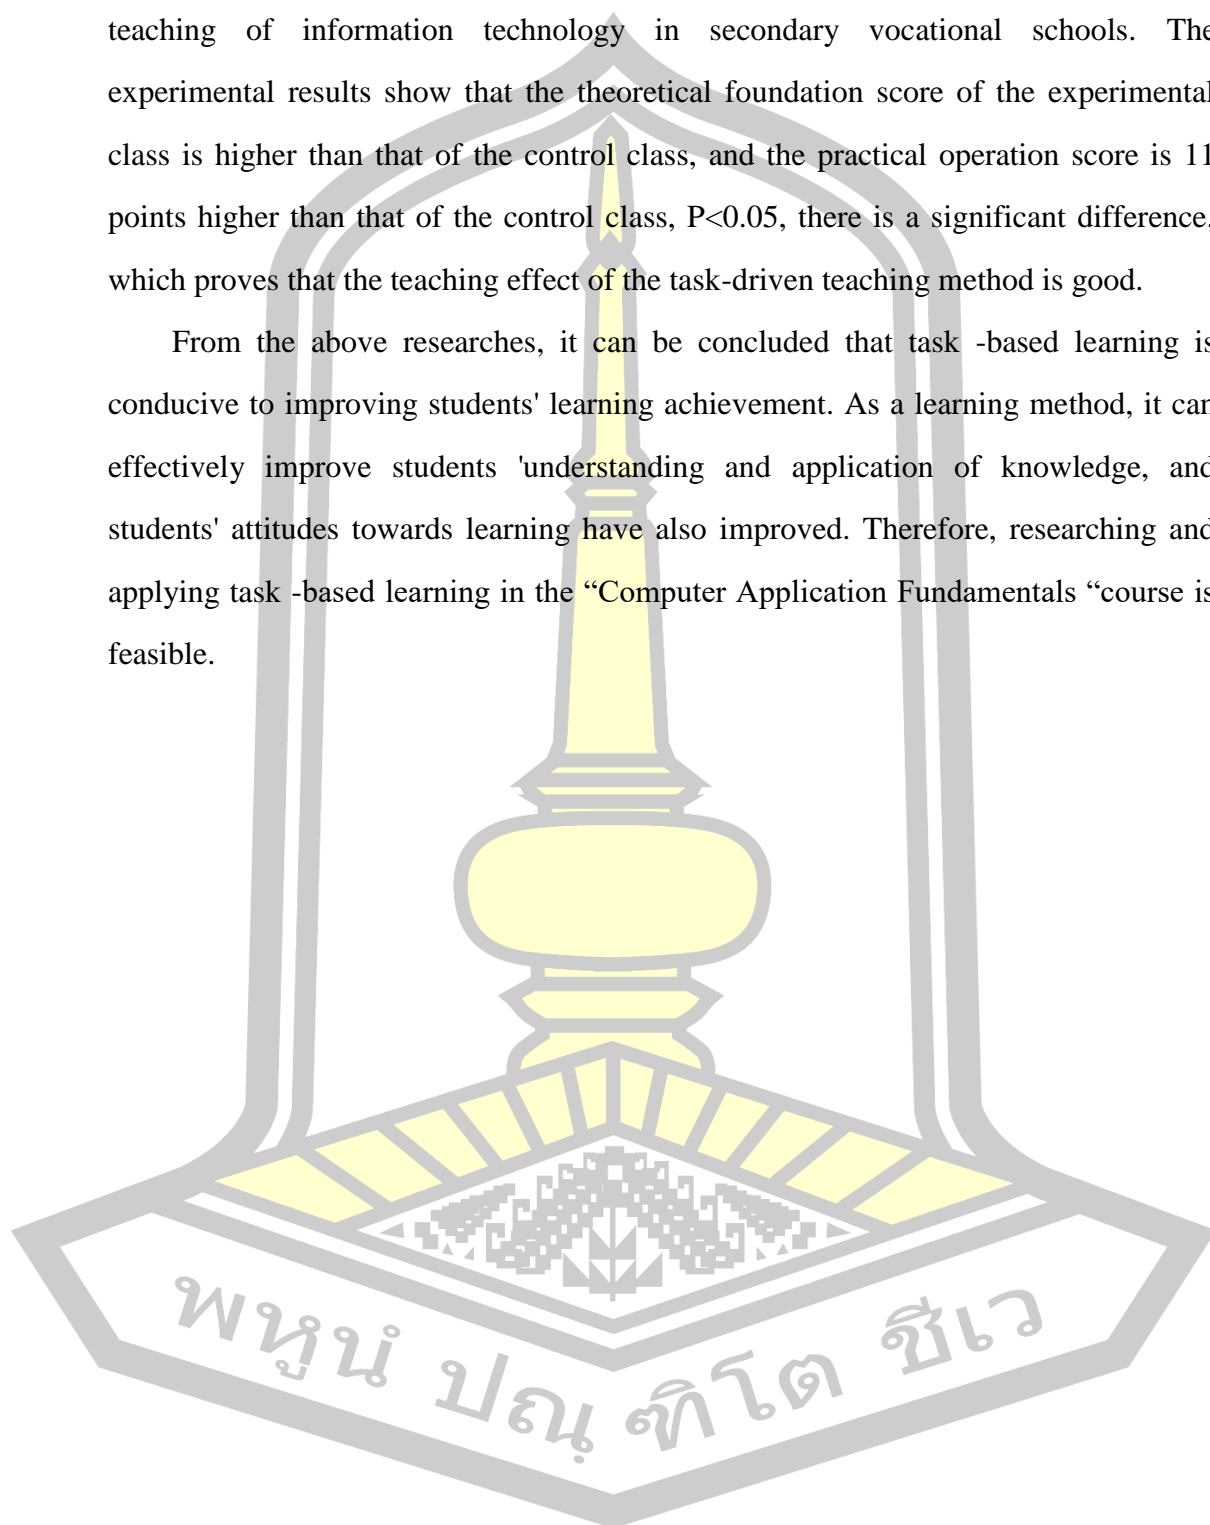 teaching of information technology in secondary vocational schools. The
experimental results show that the theoretical foundation score of the experimental
class is higher than that of the control class, and the practical operation score is 11
points higher than that of the control class, P<0.05, there is a significant difference,
which proves that the teaching effect of the task-driven teaching method is good.
From the above researches, it can be concluded that task -based learning is
conducive to improving students' learning achievement. As a learning method, it can
effectively improve students 'understanding and application of knowledge, and
students' attitudes towards learning have also improved. Therefore, researching and
applying task -based learning in the “Computer Application Fundamentals “course is
feasible.
พหูนํ ปณฺฑิโต ชีเว